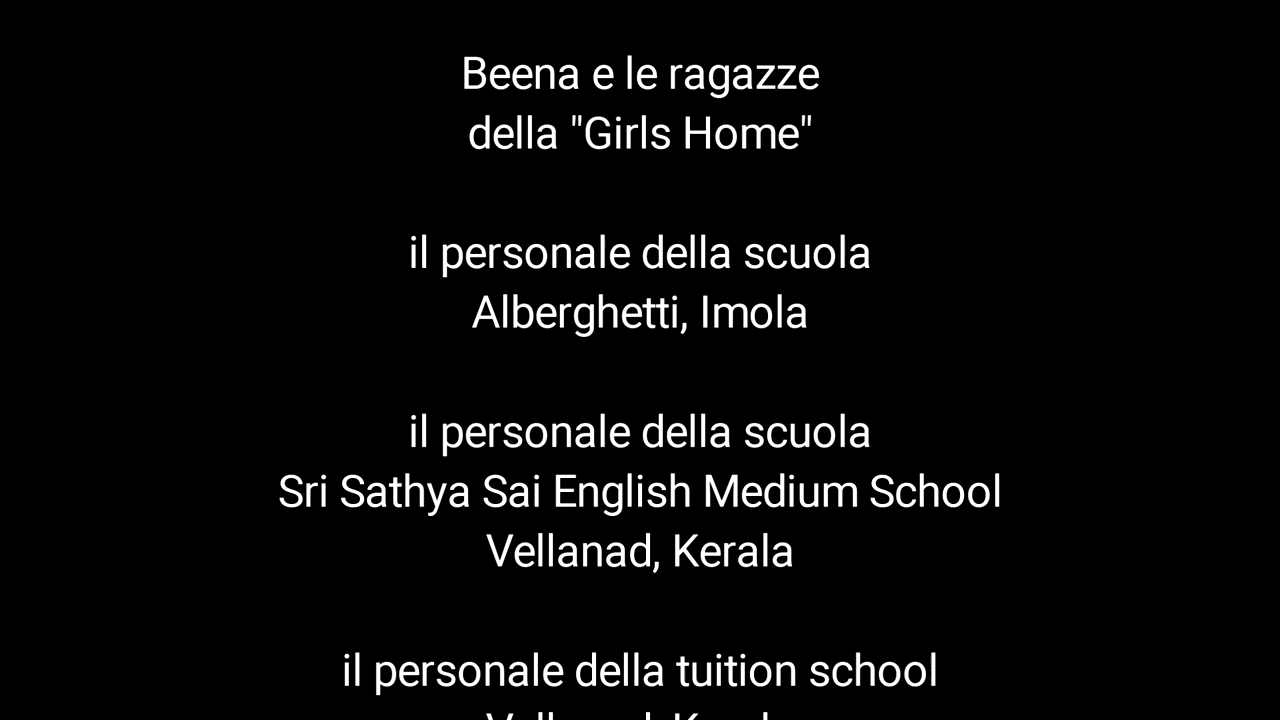 Beena e le ragazze
della "Girls Home"
il personale della scuola
Alberghetti, Imola
il personale della scuola
Sri Sathya Sai English Medium School
Vellanad, Kerala
il personale della tuition school